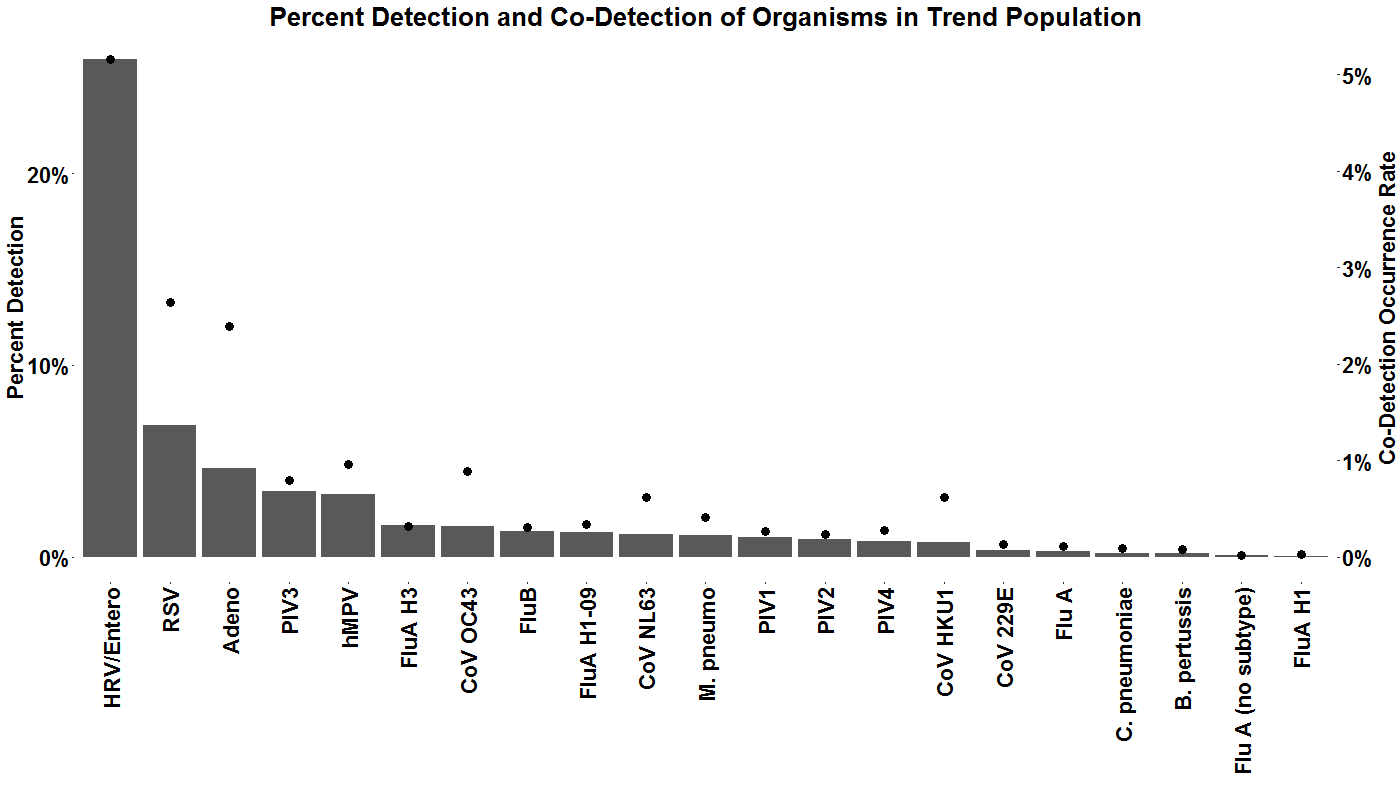 Percent Detection and Co-Detection of Organisms in Trend Population
Percent Detection
20%
10%
0%
5%
4%
3%
2%
1%
0%
Co-Detection Occurrence Rate
HRV/Entero
RSV
Adeno
PIV3
hMPV
FluA H3
CoV OC43
FluB
FluA H1-09
CoV NL63
M. pneumo
PIV1
PIV2
PIV4
CoV HKU1
CoV 229E
Flu A
C. pneumoniae
B. pertussis
Flu A (no subtype)
FluA H1